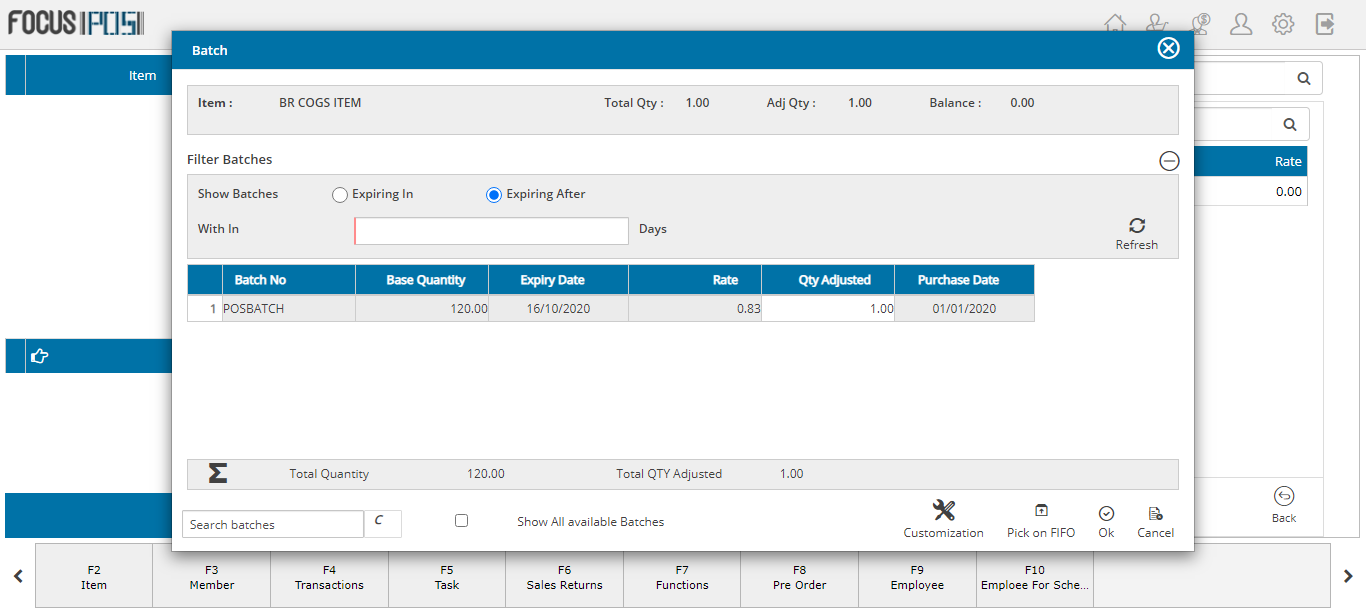 FOCUS POS
Item
Batch
Item : BR COGS ITEM Total Qty : 1.00 Adj Qty : 1.00 Balance : 0.00
Filter Batches
Show Batches Expiring In Expiring After
With In Days
Refresh
Batch No Base Quantity Expiry Date Rate Qty Adjusted Purchase Date
1 POSBATCH 120.00 16/10/2020 0.83 1.00 01/01/2020
Σ Total Quantity 120.00 Total QTY Adjusted 1.00
Search batches C Show All available Batches
Customization Pick on FIFO Ok Cancel
Rate
0.00
Back
F2
Item
F3
Member
F4
Transactions
F5
Task
F6
Sales Returns
F7
Functions
F8
Pre Order
F9
Employee
F10
Emploee For Sche...